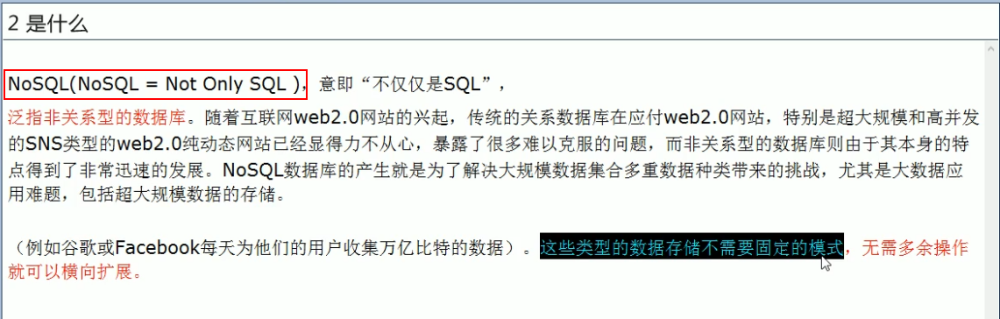 2 是什么
NoSQL(NoSQL = Not Only SQL )，意即“不仅仅是SQL”，
泛指非关系型的数据库。随着互联网web2.0网站的兴起，传统的关系数据库在应付web2.0网站，特别是超大规模和高并发
的SNS类型的web2.0纯动态网站已经显得力不从心，暴露了很多难以克服的问题，而非关系型的数据库则由于其本身的特
点得到了非常迅速的发展。NoSQL数据库的产生就是为了解决大规模数据集合多重数据种类带来的挑战，尤其是大数据应
用难题，包括超大规模数据的存储。
（例如谷歌或Facebook每天为他们的用户收集万亿比特的数据）。这些类型的数据存储不需要固定的模式，无需多余操作
就可以横向扩展。